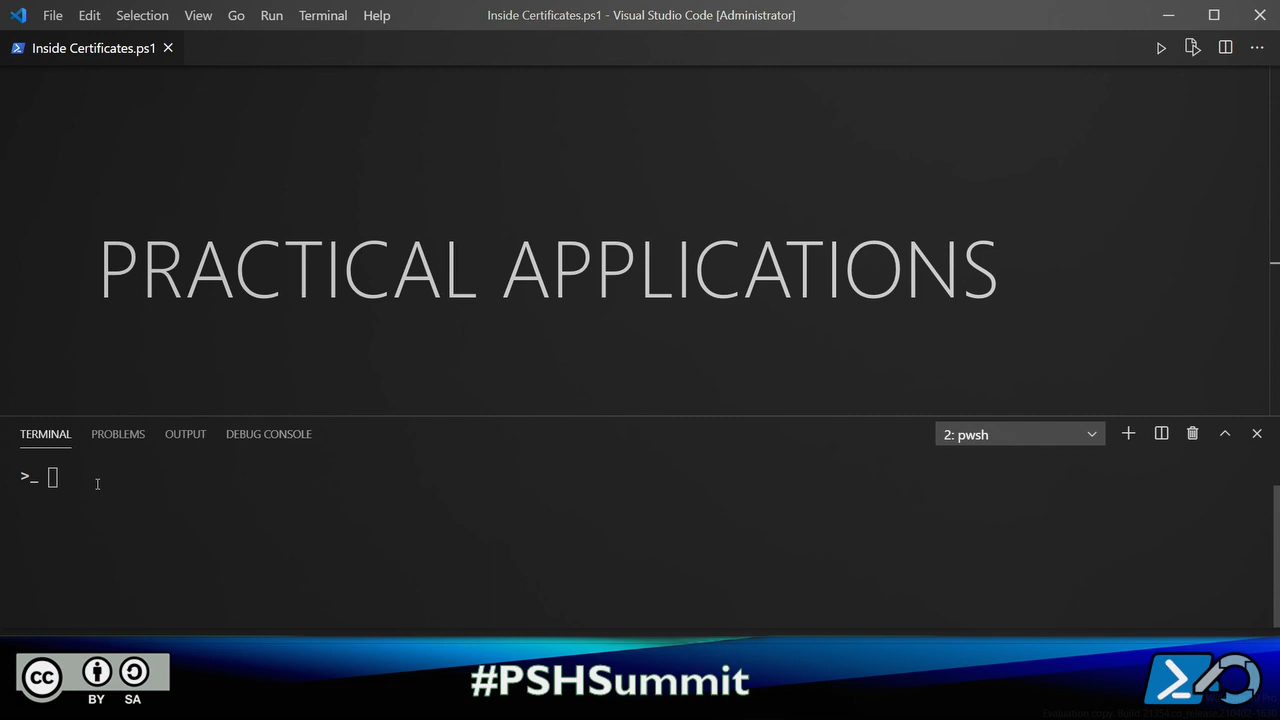 File Edit Selection View Go Run Terminal Help
Inside Certificates.ps1 - Visual Studio Code [Administrator]
Inside Certificates.ps1
PRACTICAL APPLICATIONS
TERMINAL PROBLEMS OUTPUT DEBUG CONSOLE
2: pwsh
>_
#PSHSummit
cc
BY SA